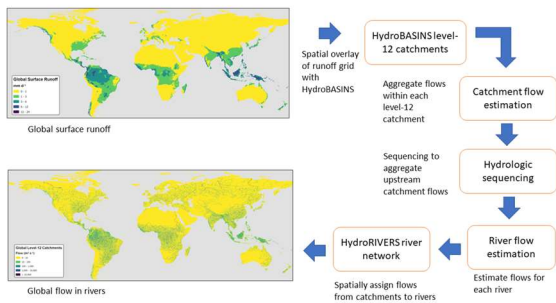 Global Surface Runoff
Global surface runoff
Spatial overlay
of runoff grid
with
HydroBASINS
HydroBASINS level-
12 catchments
Aggregate flows
within each
level-12
catchment
Catchment flow
estimation
Sequencing to
aggregate
upstream
catchment flows
Hydrologic
sequencing
River flow
estimation
Estimate flows for
each river
HydroRIVERS river
network
Spatially assign flows
from catchments to rivers
Global Level 12 Catchments
Global flow in rivers